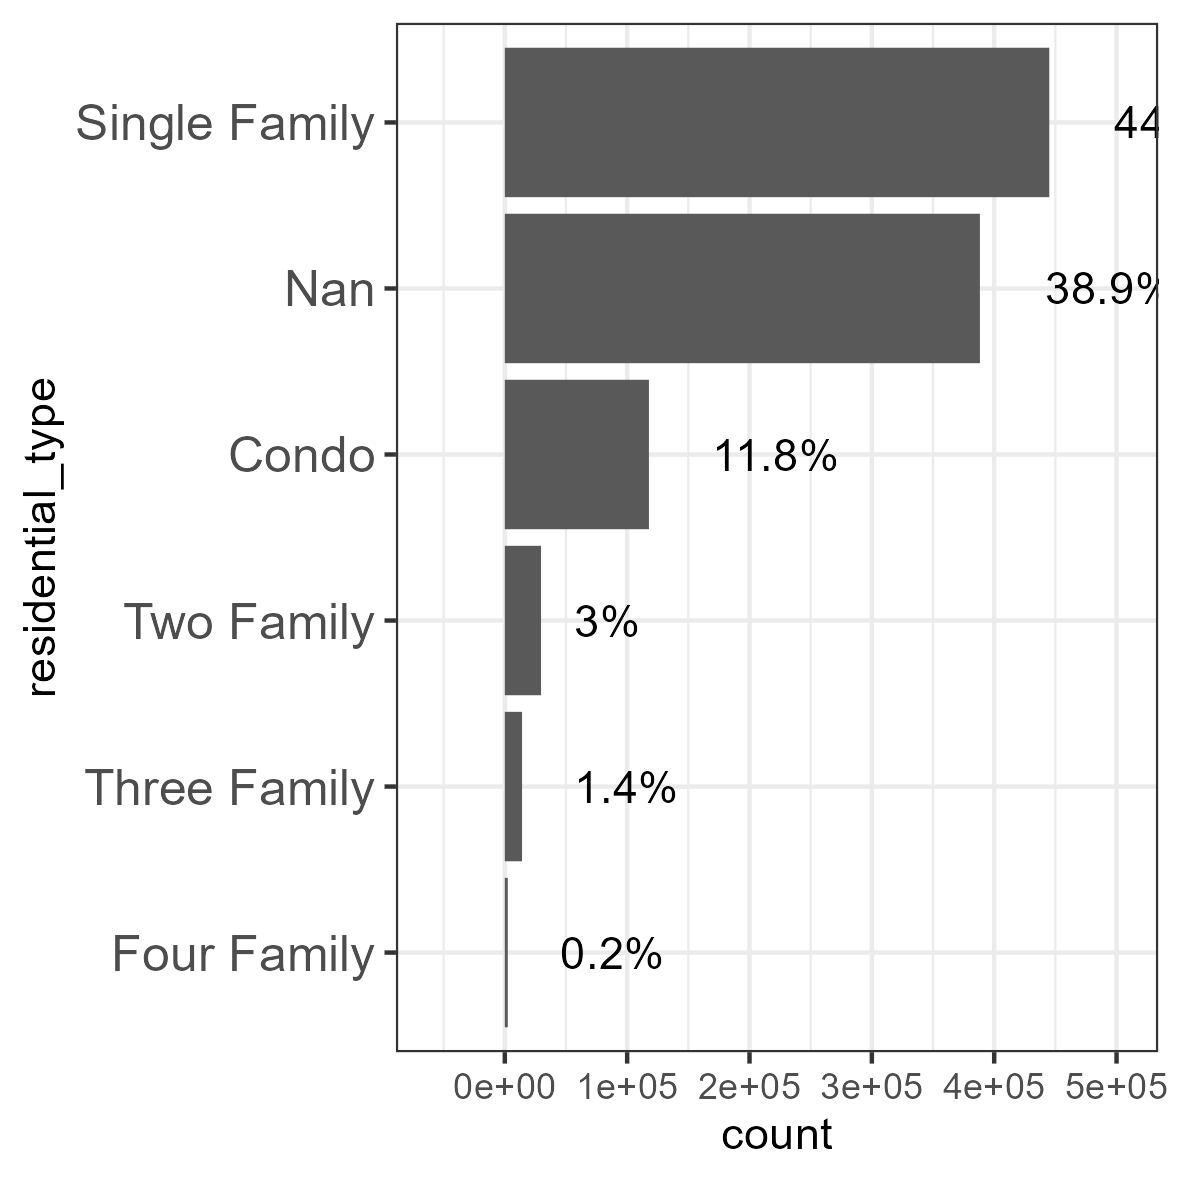 Single Family
44
Nan
38.9%
Condo
11.8%
Two Family
3%
Three Family
1.4%
Four Family
0.2%
residential_type
0e+00 1e+05 2e+05 3e+05 4e+05 5e+05
count